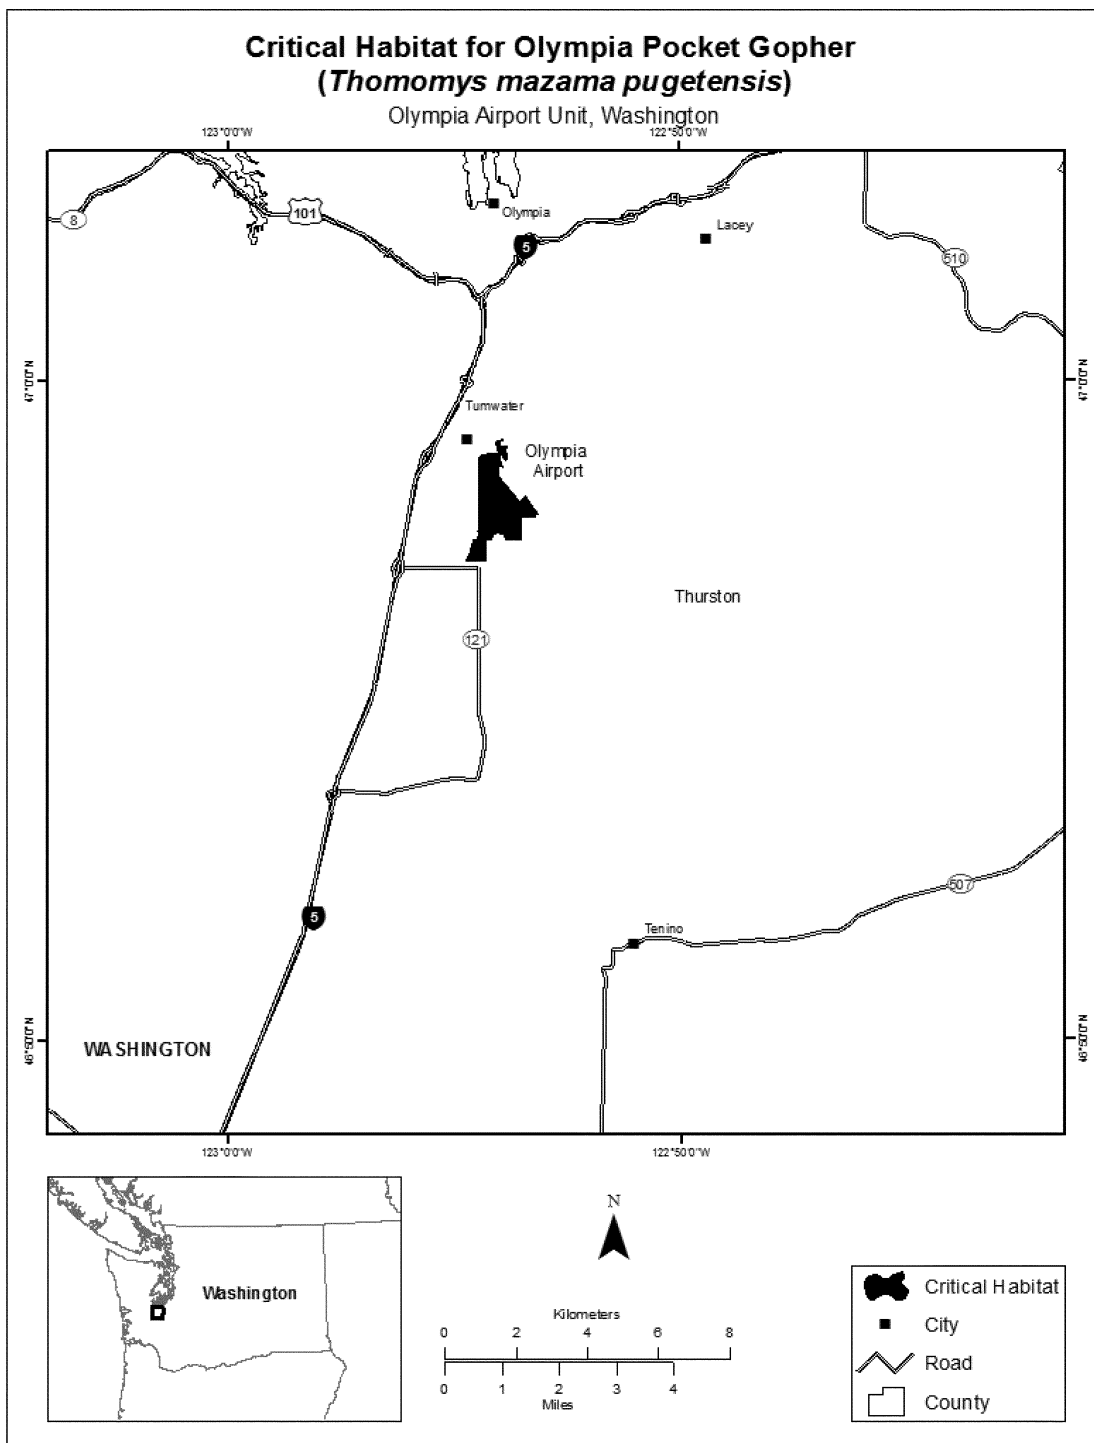 Critical Habitat for Olympia Pocket Gopher
(Thomomys mazama pugetensis)
Olympia Airport Unit, Washington
123°0'0"W
122°50'0"W
8
101
Olympia
5
Lacey
510
47°0'0"N
47°0'0"N
Tumwater
Olympia
Airport
Thurston
121
507
5
Tenino
46°50'0"N
46°50'0"N
WASHINGTON
123°0'0"W
122°50'0"W
Washington
N
Kilometers
0 2 4 6 8
0 1 2 3 4
Miles
Critical Habitat
City
Road
County